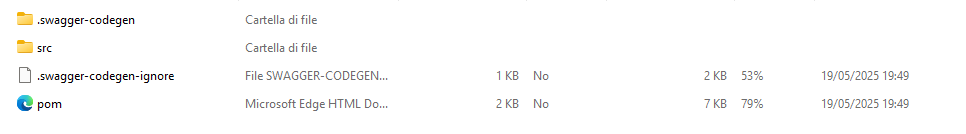 .swagger-codegen Cartella di file
src Cartella di file
.swagger-codegen-ignore File SWAGGER-CODEGEN... 1 KB No 2 KB 53% 19/05/2025 19:49
pom Microsoft Edge HTML Do... 2 KB No 7 KB 79% 19/05/2025 19:49